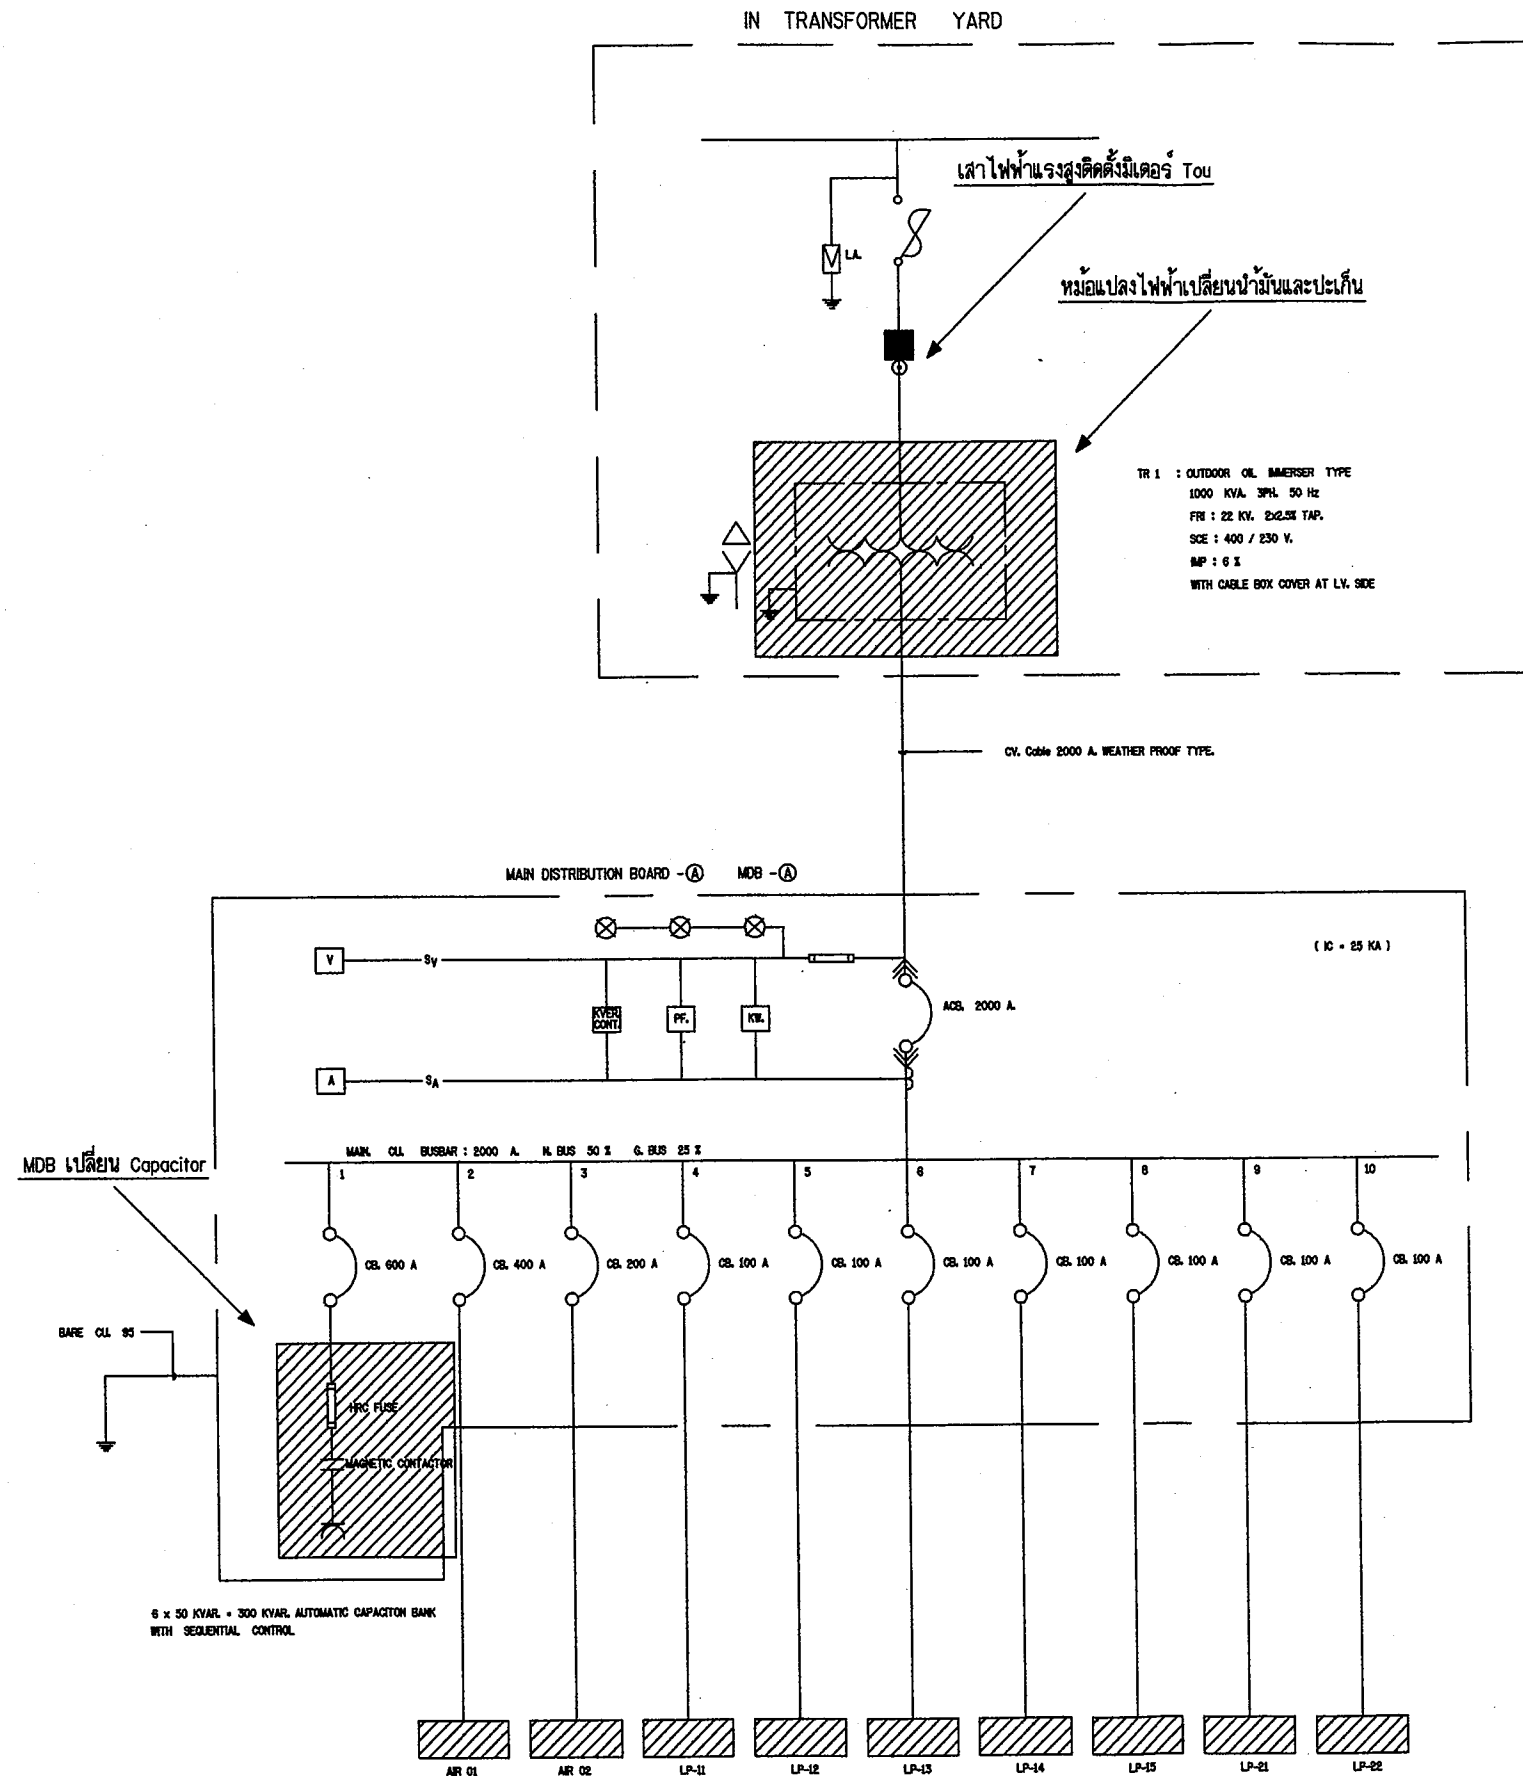 IN TRANSFORMER YARD
เสาไฟฟ้าแรงสูงติดตั้งมิเตอร์ Tou
L.A.
หม้อแปลงไฟฟ้าเปลี่ยนน้ำมันและปะเก็น
TR 1 : OUTDOOR OIL IMMERSER TYPE
1000 KVA. 3PH. 50 Hz
FRI : 22 KV. 2x2.5% TAP.
SCE : 400 / 230 V.
IMP : 6 %
WITH CABLE BOX COVER AT LV. SIDE
CV. Cable 2000 A. WEATHER PROOF TYPE.
MAIN DISTRIBUTION BOARD -Ⓐ MDB -Ⓐ
( IC = 25 KA )
V
SV
KVER CONT.
PF.
KW.
ACB. 2000 A.
A
SA
MAIN. CU. BUSBAR : 2000 A. N. BUS 50 % G. BUS 25 %
MDB เปลี่ยน Capacitor
1 2 3 4 5 6 7 8 9 10
CB. 600 A CB. 400 A CB. 200 A CB. 100 A CB. 100 A CB. 100 A CB. 100 A CB. 100 A CB. 100 A CB. 100 A
BARE CU. 95
HRC FUSE
MAGNETIC CONTACTOR
6 x 50 KVAR. = 300 KVAR. AUTOMATIC CAPACITON BANK
WITH SEQUENTIAL CONTROL
AIR 01 AIR 02 LP-11 LP-12 LP-13 LP-14 LP-15 LP-21 LP-22